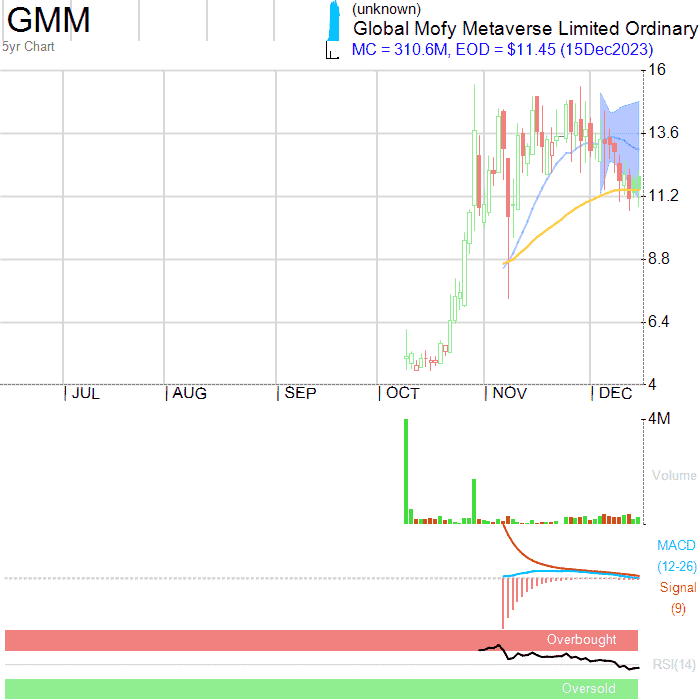 GMM
(unknown)
Global Mofy Metaverse Limited Ordinary
5yr Chart
MC = 310.6M, EOD = $11.45 (15Dec2023)
16
13.6
11.2
8.8
6.4
4
JUL
AUG
SEP
OCT
NOV
DEC
4M
Volume
MACD
(12-26)
Signal
(9)
Overbought
RSI(14)
Oversold